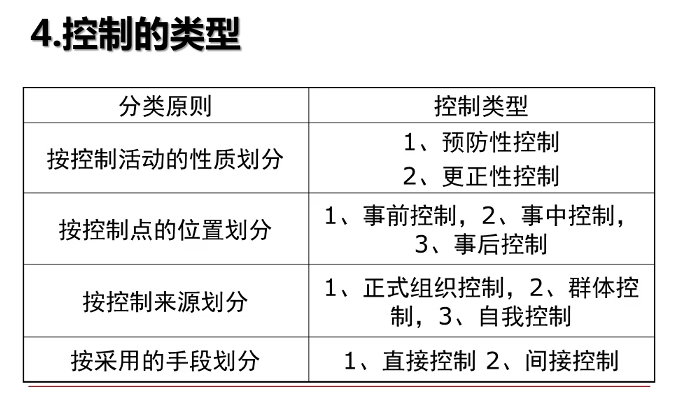 4.控制的类型
分类原则
控制类型
按控制活动的性质划分
1、预防性控制
2、更正性控制
按控制点的位置划分
1、事前控制，2、事中控制，
3、事后控制
按控制来源划分
1、正式组织控制，2、群体控
制，3、自我控制
按采用的手段划分
1、直接控制 2、间接控制